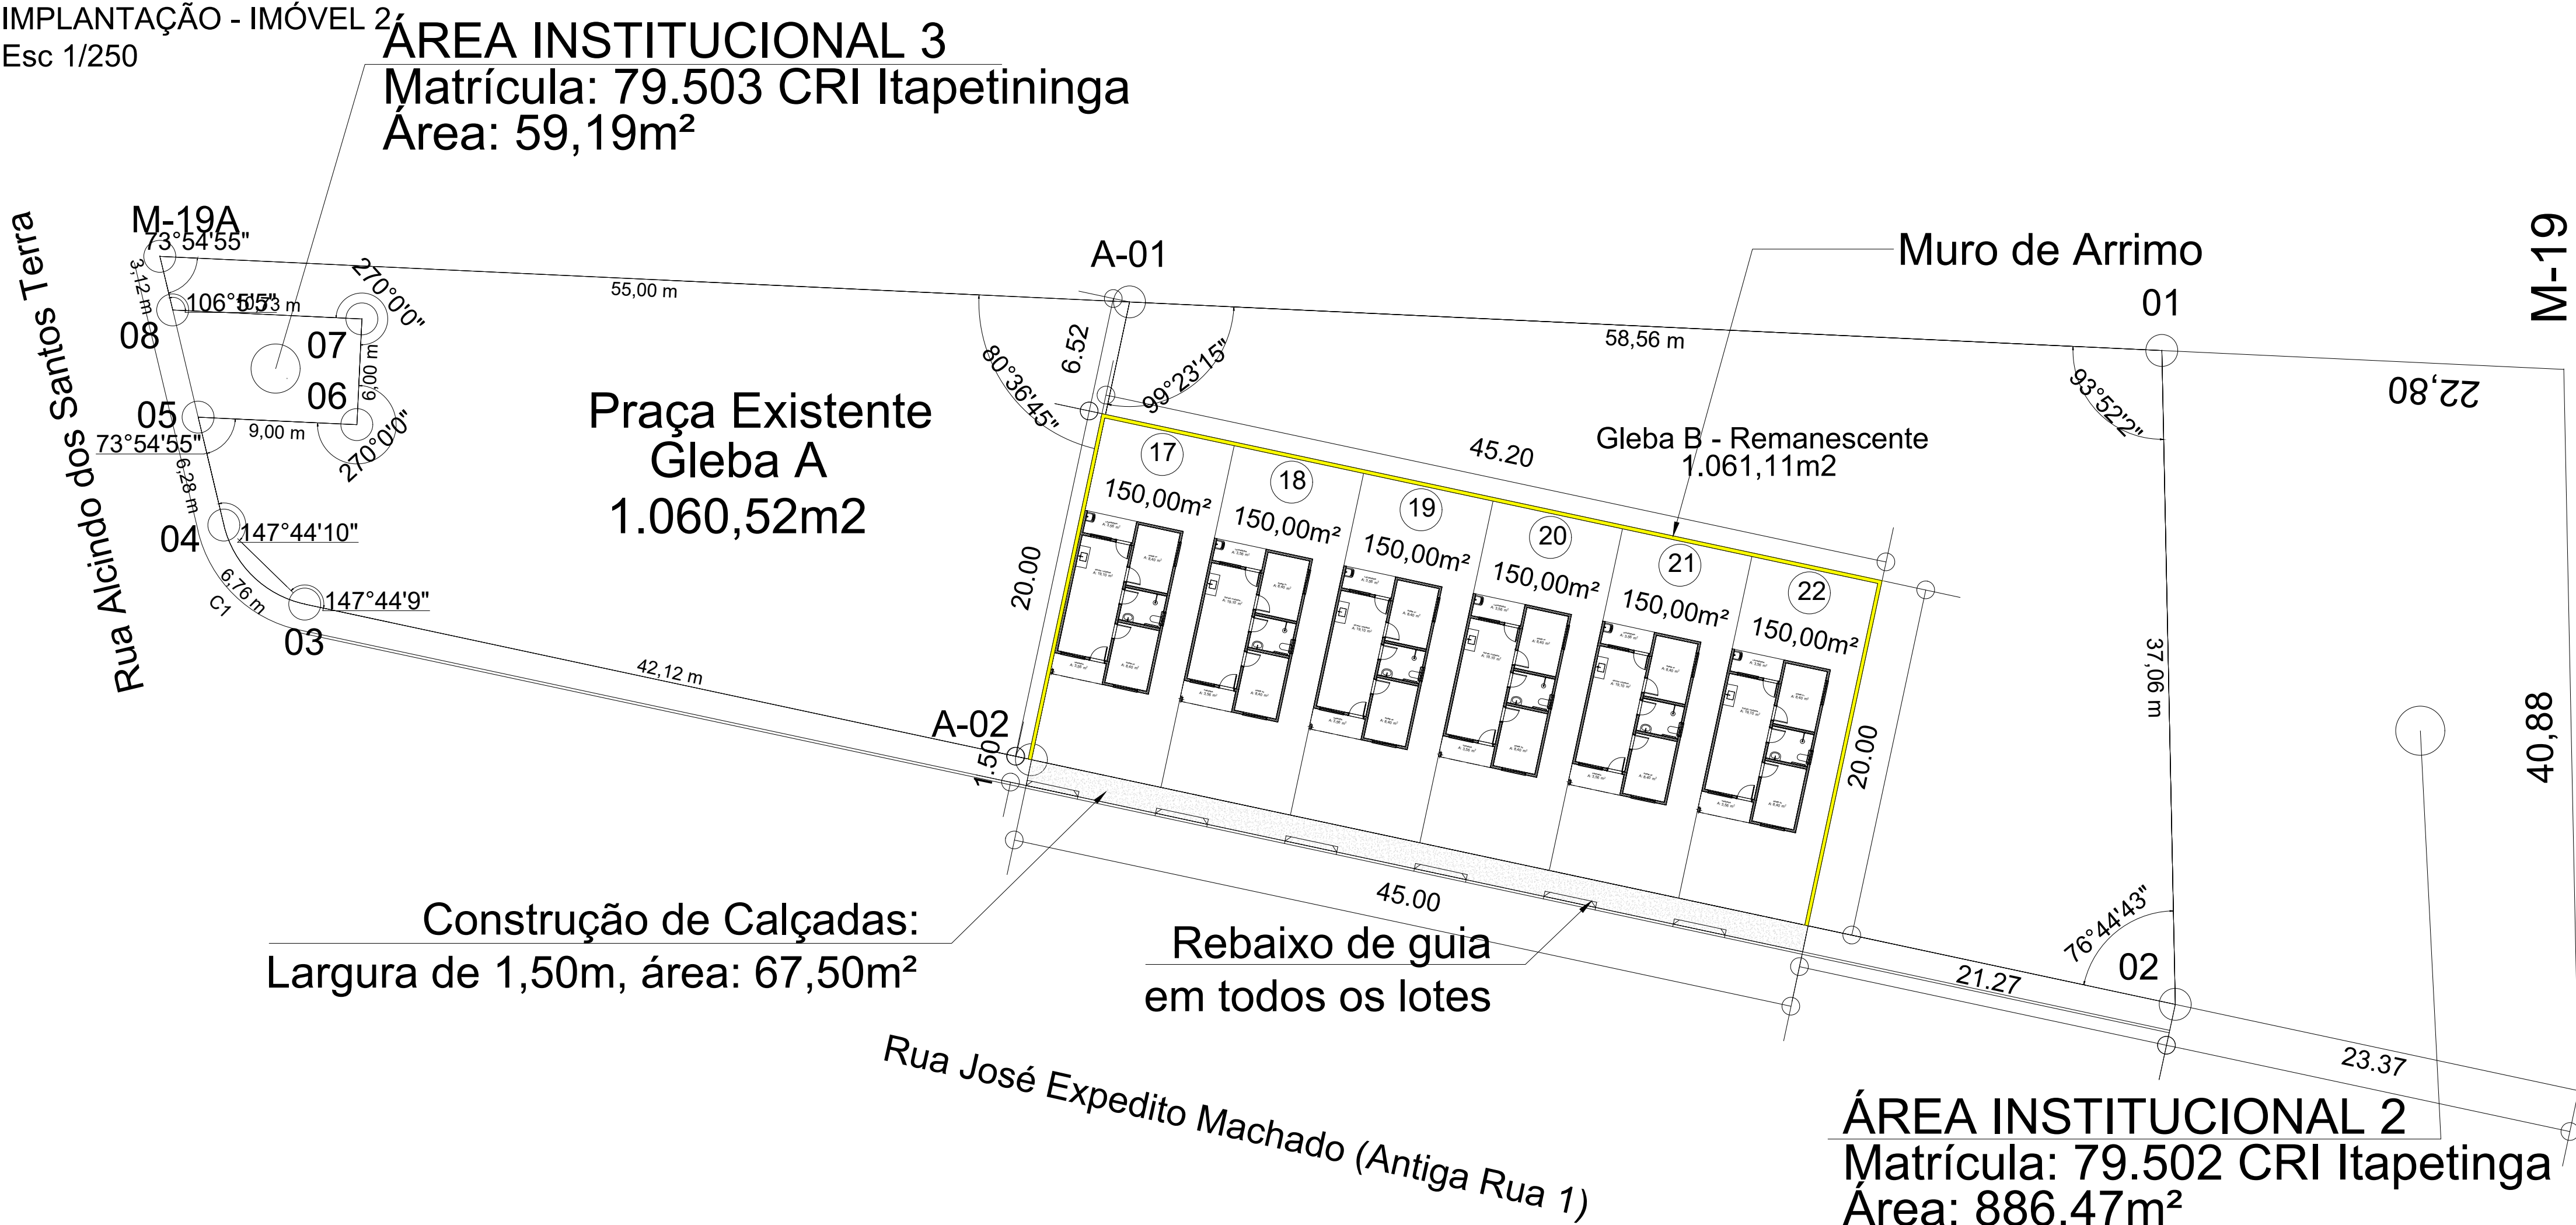 IMPLANTAÇÃO - IMÓVEL 2
Esc 1/250
ÁREA INSTITUCIONAL 3
Matrícula: 79.503 CRI Itapetininga
Área: 59,19m²
M-19A
73°54'55"
3,12 m
106°5'5"
10,73 m
270°0'0"
08
07
6,00 m
06
05
9,00 m
270°0'0"
73°54'55"
6,28 m
04
147°44'10"
6,76 m
C1
147°44'9"
03
Rua Alcindo dos Santos Terra
55,00 m
A-01
6.52
80°36'45"
99°23'15"
Praça Existente
Gleba A
1.060,52m2
42,12 m
A-02
1.50
20.00
Muro de Arrimo
58,56 m
01
93°52'2"
M-19
22,80
45.20
Gleba B - Remanescente
1.061,11m2
17
150,00m²
18
150,00m²
19
150,00m²
20
150,00m²
21
150,00m²
22
150,00m²
20.00
37,06 m
40,88
76°44'43"
02
21.27
23.37
45.00
Construção de Calçadas:
Largura de 1,50m, área: 67,50m²
Rebaixo de guia
em todos os lotes
Rua José Expedito Machado (Antiga Rua 1)
ÁREA INSTITUCIONAL 2
Matrícula: 79.502 CRI Itapetinga
Área: 886,47m²